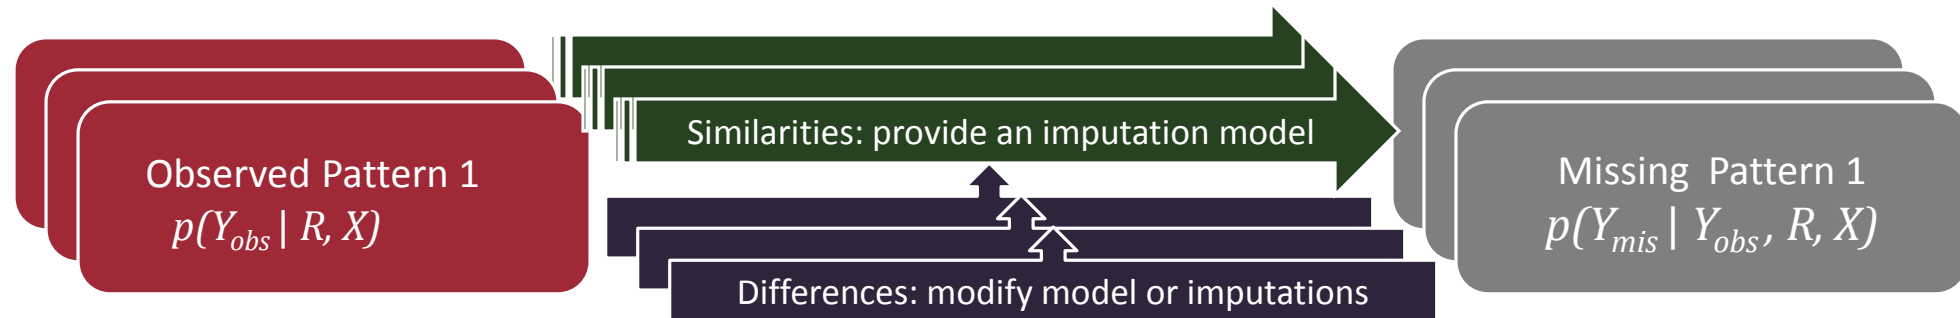 Similarities: provide an imputation model
Observed Pattern 1
p(Y_obs | R, X)
Missing  Pattern 1
p(Y_mis | Y_obs , R, X)
Differences: modify model or imputations